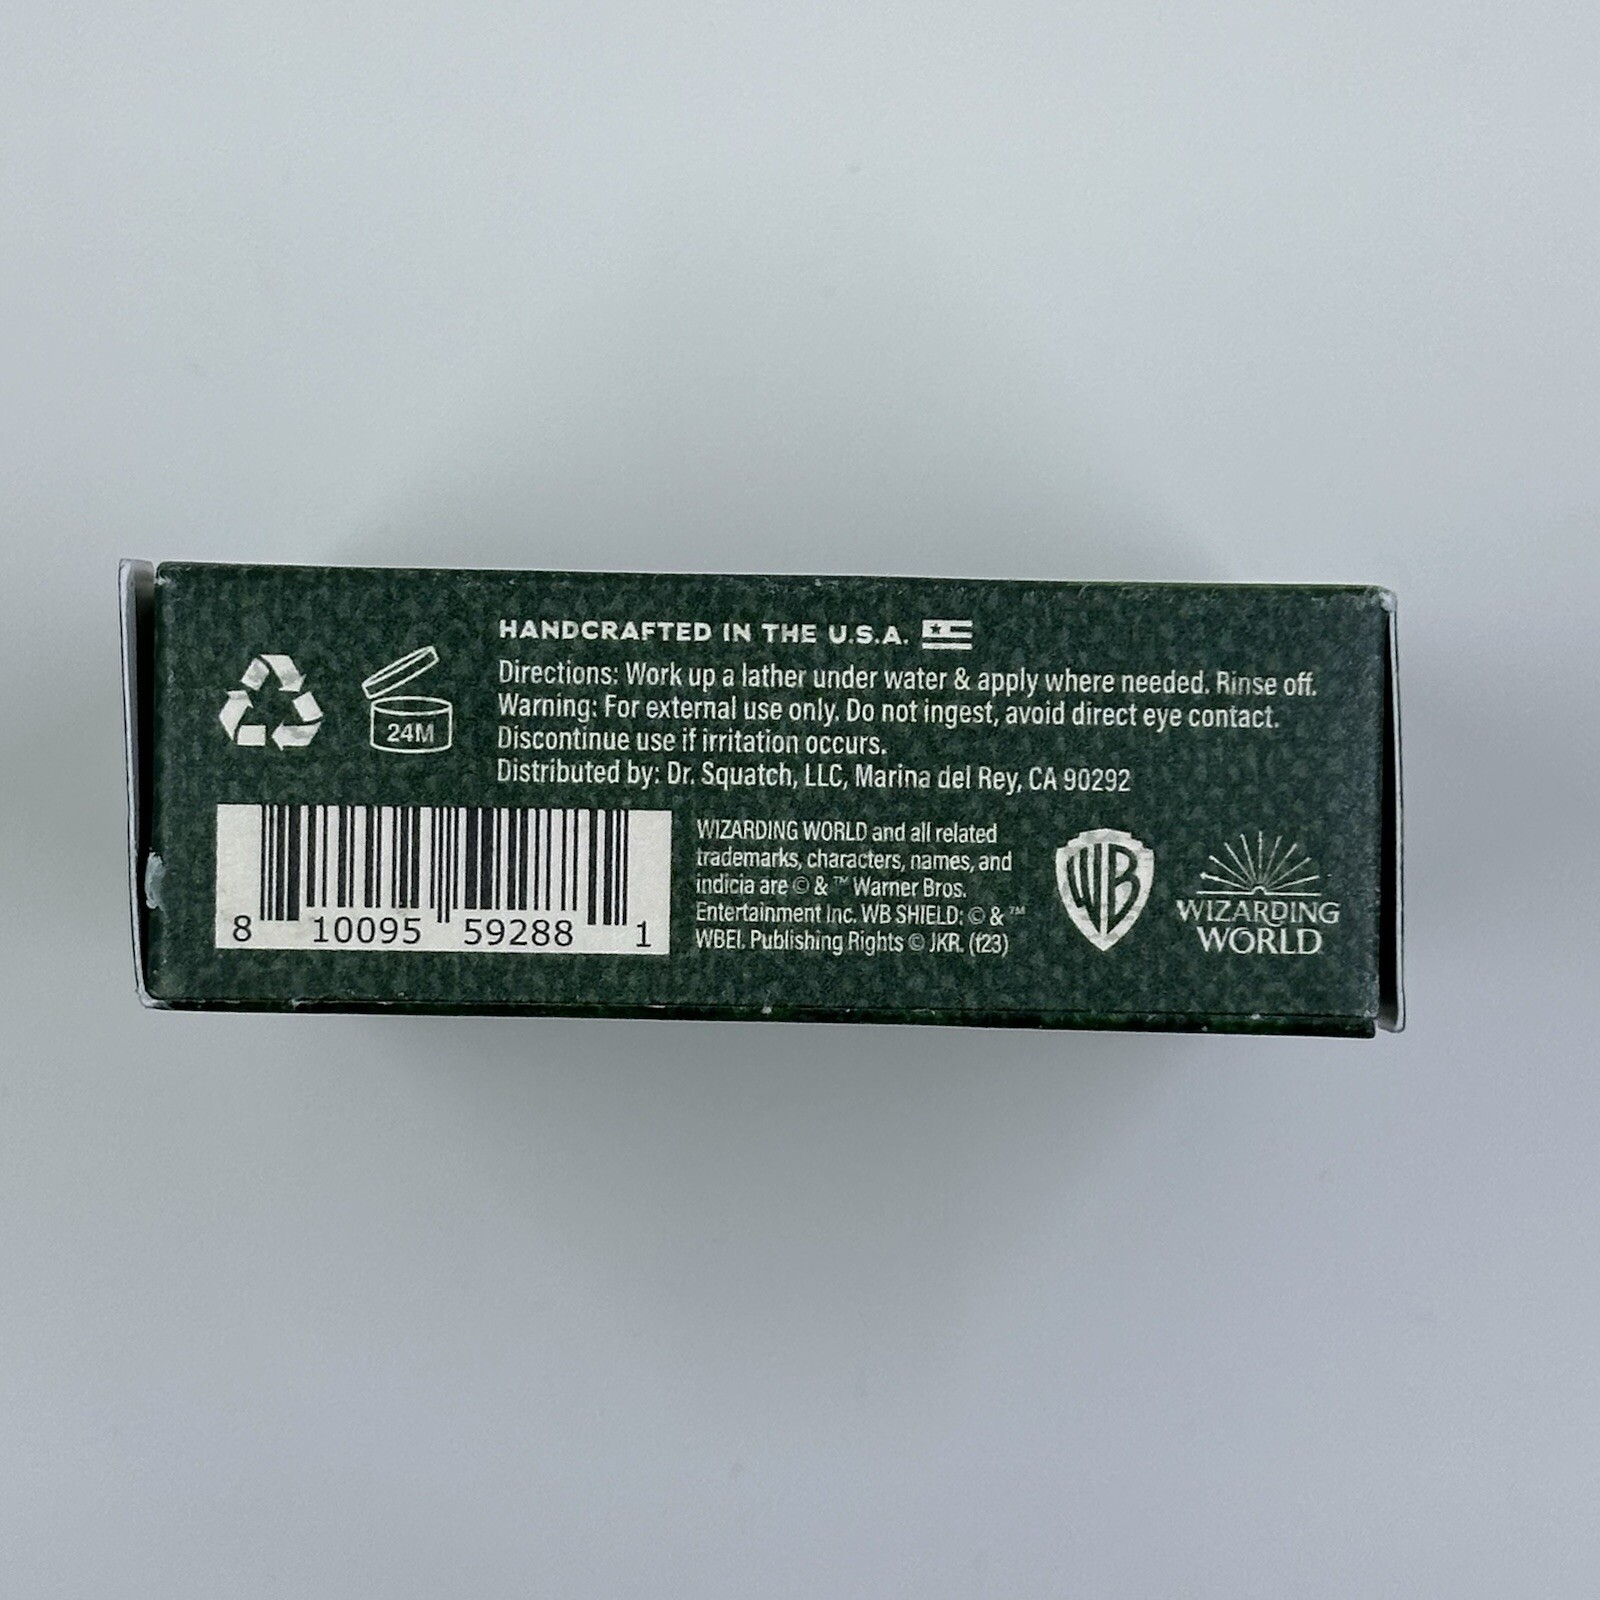 HANDCRAFTED IN THE U.S.A.
Directions: Work up a lather under water & apply where needed. Rinse off.
Warning: For external use only. Do not ingest, avoid direct eye contact.
Discontinue use if irritation occurs.
Distributed by: Dr. Squatch, LLC, Marina del Rey, CA 90292
24M
8 10095 59288 1
WIZARDING WORLD and all related
trademarks, characters, names, and
indicia are © & ™ Warner Bros.
Entertainment Inc. WB SHIELD: © & ™
WBEI. Publishing Rights © JKR. (f23)
WB
WIZARDING
WORLD